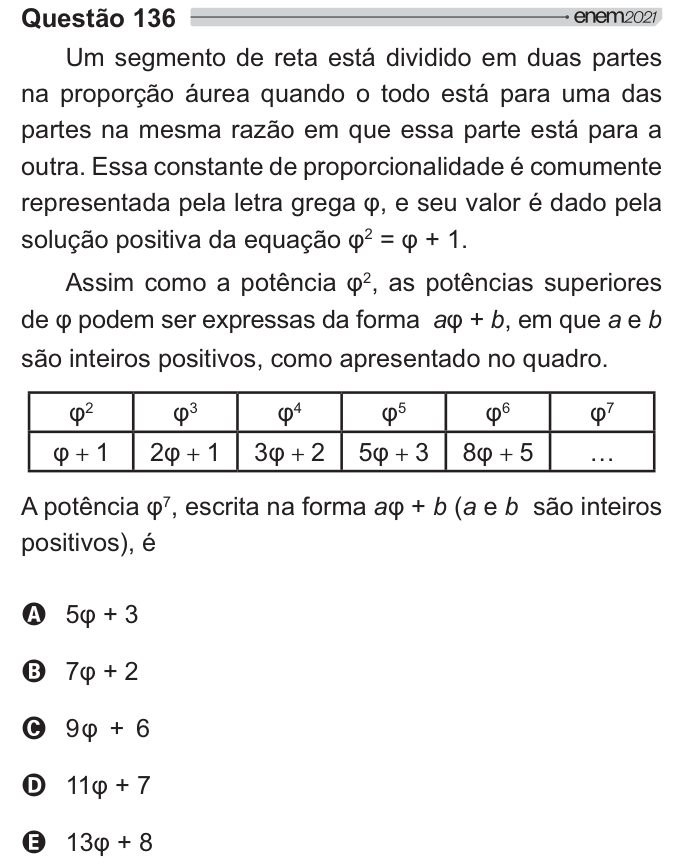 Questão 136 enem2021
Um segmento de reta está dividido em duas partes
na proporção áurea quando o todo está para uma das
partes na mesma razão em que essa parte está para a
outra. Essa constante de proporcionalidade é comumente
representada pela letra grega φ, e seu valor é dado pela
solução positiva da equação φ² = φ + 1.
Assim como a potência φ², as potências superiores
de φ podem ser expressas da forma aφ + b, em que a e b
são inteiros positivos, como apresentado no quadro.
φ² φ³ φ⁴ φ⁵ φ⁶ φ⁷
φ + 1 2φ + 1 3φ + 2 5φ + 3 8φ + 5 ...
A potência φ⁷, escrita na forma aφ + b (a e b são inteiros
positivos), é
A 5φ + 3
B 7φ + 2
C 9φ + 6
D 11φ + 7
E 13φ + 8